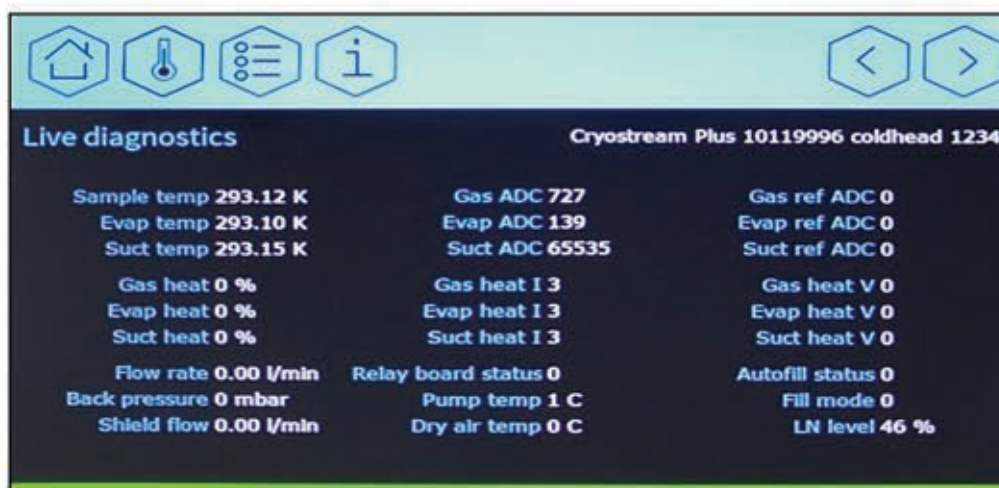 Live diagnostics Cryostream Plus 10119996 coldhead 1234
Sample temp 293.12 K Gas ADC 727 Gas ref ADC 0
Evap temp 293.10 K Evap ADC 139 Evap ref ADC 0
Suct temp 293.15 K Suct ADC 65535 Suct ref ADC 0
Gas heat 0 % Gas heat I 3 Gas heat V 0
Evap heat 0 % Evap heat I 3 Evap heat V 0
Suct heat 0 % Suct heat I 3 Suct heat V 0
Flow rate 0.00 l/min Relay board status 0 Autofill status 0
Back pressure 0 mbar Pump temp 1 C Fill mode 0
Shield flow 0.00 l/min Dry air temp 0 C LN level 46 %